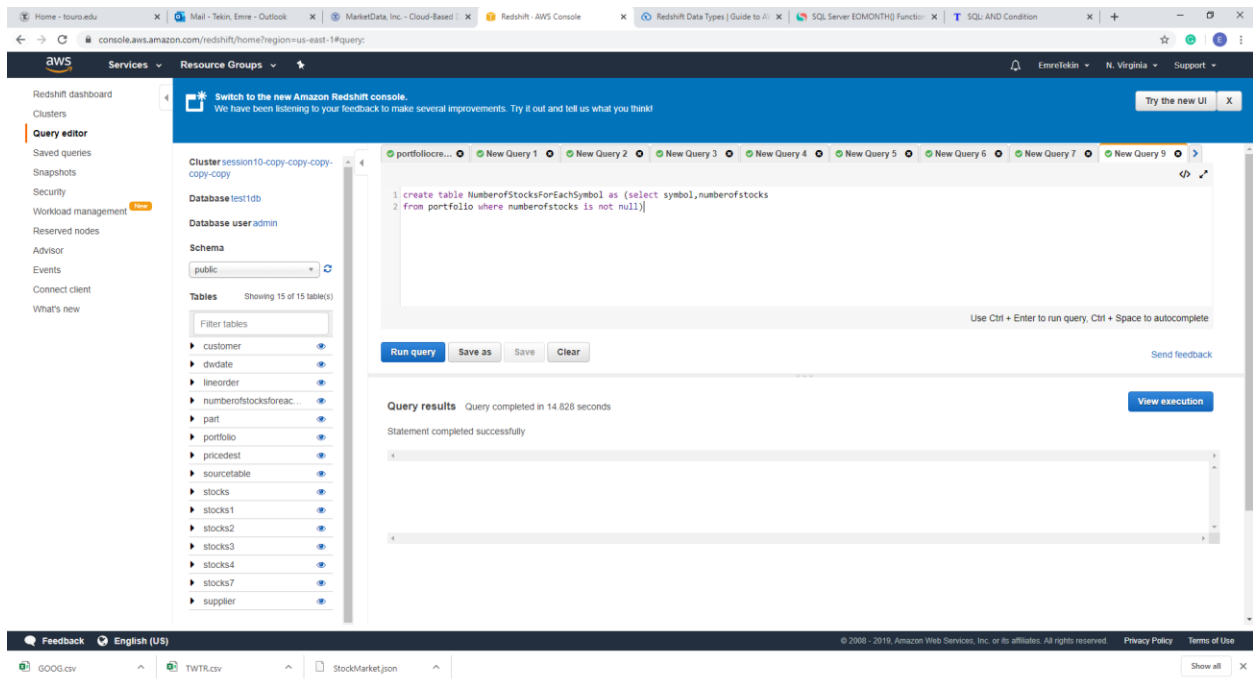 Home - touro.edu
Mail - Tekin, Emre - Outlook
MarketData, Inc. - Cloud-Based
Redshift - AWS Console
Redshift Data Types | Guide to A
SQL Server EOMONTH() Function
T SQL: AND Condition
console.aws.amazon.com/redshift/home?region=us-east-1#query:
E
aws Services Resource Groups EmreTekin N. Virginia Support
Redshift dashboard
Clusters
Query editor
Saved queries
Snapshots
Security
Workload management New
Reserved nodes
Advisor
Events
Connect client
What's new
Switch to the new Amazon Redshift console.
We have been listening to your feedback to make several improvements. Try it out and tell us what you think!
Try the new UI X
Cluster session10-copy-copy-copy-
copy-copy
Database test1db
Database user admin
Schema
public
Tables Showing 15 of 15 table(s)
Filter tables
customer
dwdate
lineorder
numberofstocksforeac...
part
portfolio
pricedest
sourcetable
stocks
stocks1
stocks2
stocks3
stocks4
stocks7
supplier
portfoliocre... New Query 1 New Query 2 New Query 3 New Query 4 New Query 5 New Query 6 New Query 7 New Query 9
1 create table NumberofStocksForEachSymbol as (select symbol,numberofstocks
2 from portfolio where numberofstocks is not null)
Use Ctrl + Enter to run query, Ctrl + Space to autocomplete
Run query Save as Save Clear
Send feedback
Query results Query completed in 14.828 seconds
View execution
Statement completed successfully
Feedback English (US)
© 2008 - 2019, Amazon Web Services, Inc. or its affiliates. All rights reserved. Privacy Policy Terms of Use
GOOG.csv TWTR.csv StockMarket.json Show all